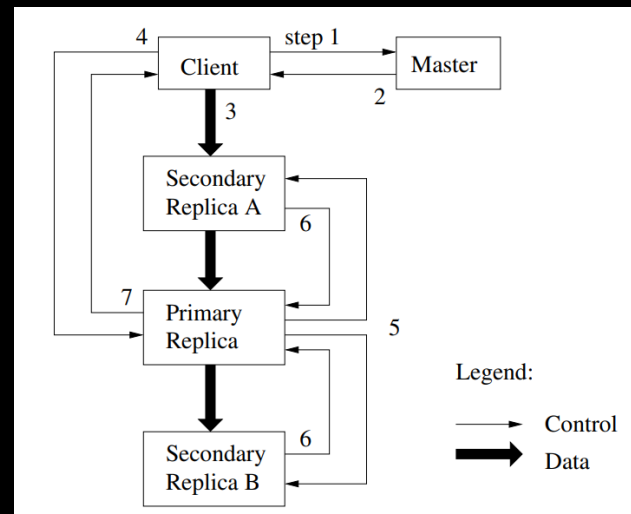 4
step 1
Client
Master
2
3
Secondary
Replica A
6
7
Primary
Replica
5
Legend:
Control
6
Secondary
Replica B
Data